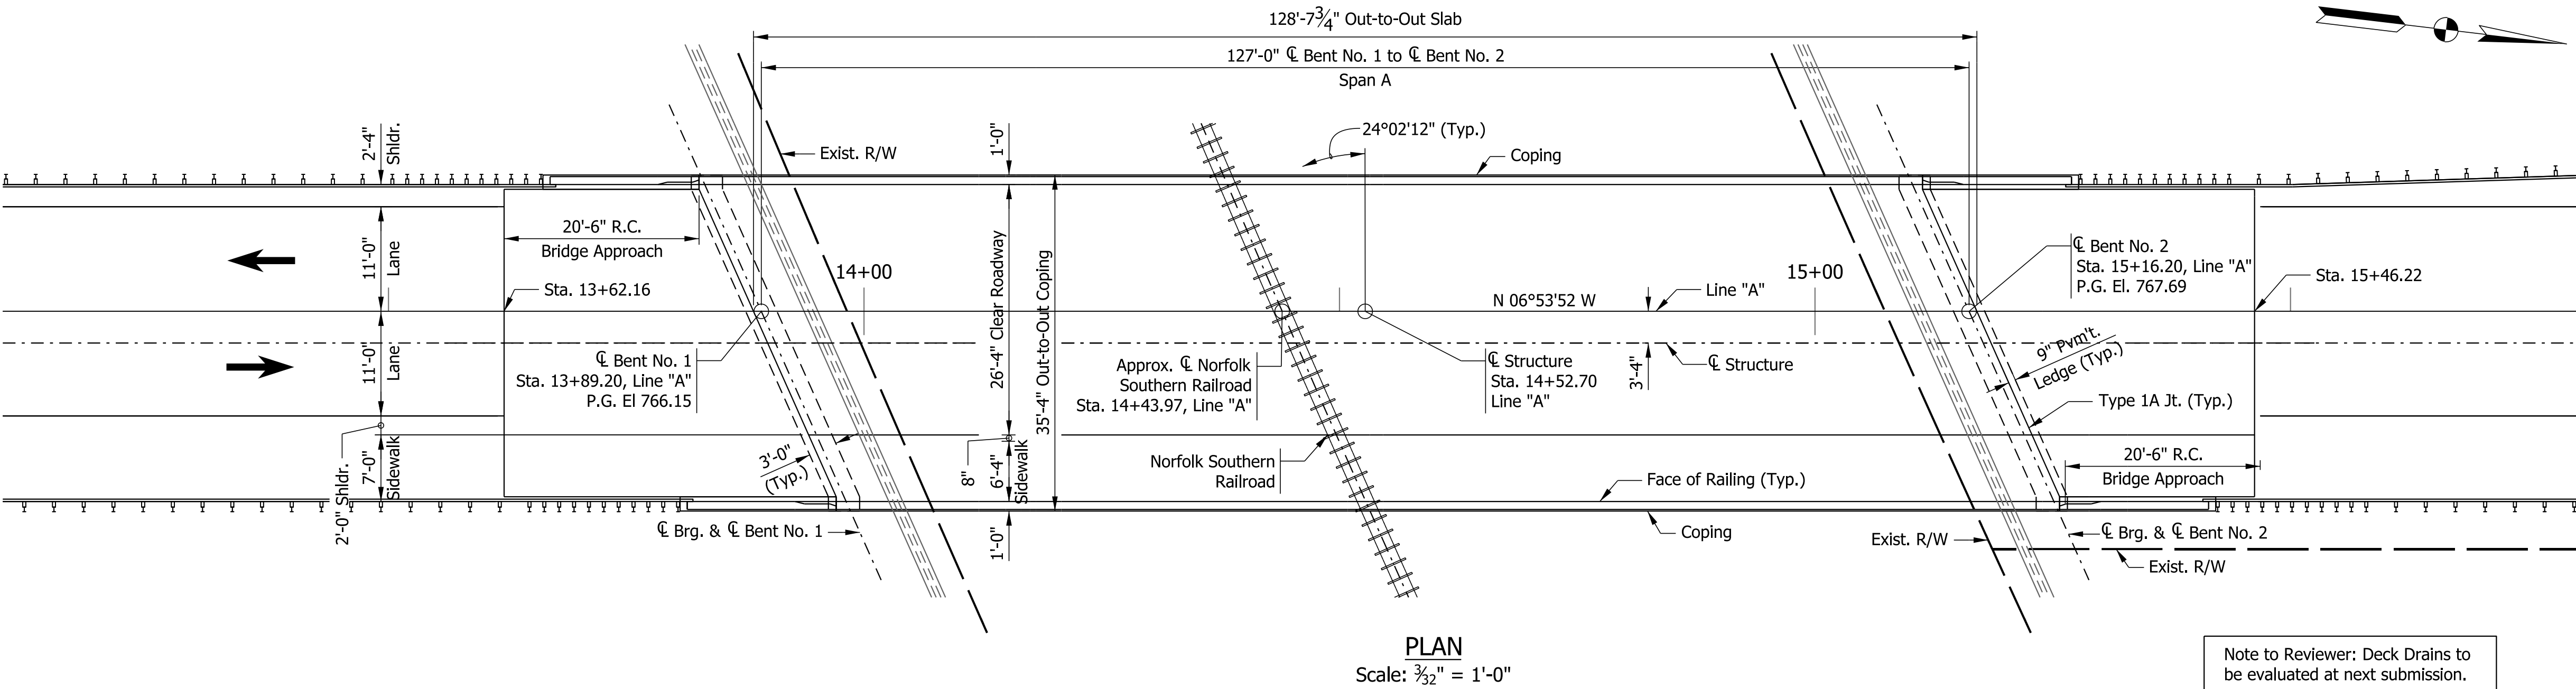 128'-7 3/4" Out-to-Out Slab
127'-0" ℄ Bent No. 1 to ℄ Bent No. 2
Span A
24°02'12" (Typ.)
2'-4"
Shldr.
Exist. R/W
1'-0"
Coping
20'-6" R.C.
Bridge Approach
11'-0"
Lane
Sta. 13+62.16
14+00
26'-4" Clear Roadway
35'-4" Out-to-Out Coping
15+00
℄ Bent No. 2
Sta. 15+16.20, Line "A"
P.G. El. 767.69
Sta. 15+46.22
Line "A"
N 06°53'52 W
11'-0"
Lane
℄ Bent No. 1
Sta. 13+89.20, Line "A"
P.G. El 766.15
Approx. ℄ Norfolk
Southern Railroad
Sta. 14+43.97, Line "A"
℄ Structure
Sta. 14+52.70
Line "A"
3'-4"
℄ Structure
9" Pvm't.
Ledge (Typ.)
Type 1A Jt. (Typ.)
2'-0" Shldr.
7'-0"
Sidewalk
3'-0"
(Typ.)
8"
6'-4"
Sidewalk
Norfolk Southern
Railroad
Face of Railing (Typ.)
20'-6" R.C.
Bridge Approach
℄ Brg. & ℄ Bent No. 1
1'-0"
Coping
Exist. R/W
℄ Brg. & ℄ Bent No. 2
Exist. R/W
PLAN
Scale: 3/32" = 1'-0"
Note to Reviewer: Deck Drains to
be evaluated at next submission.